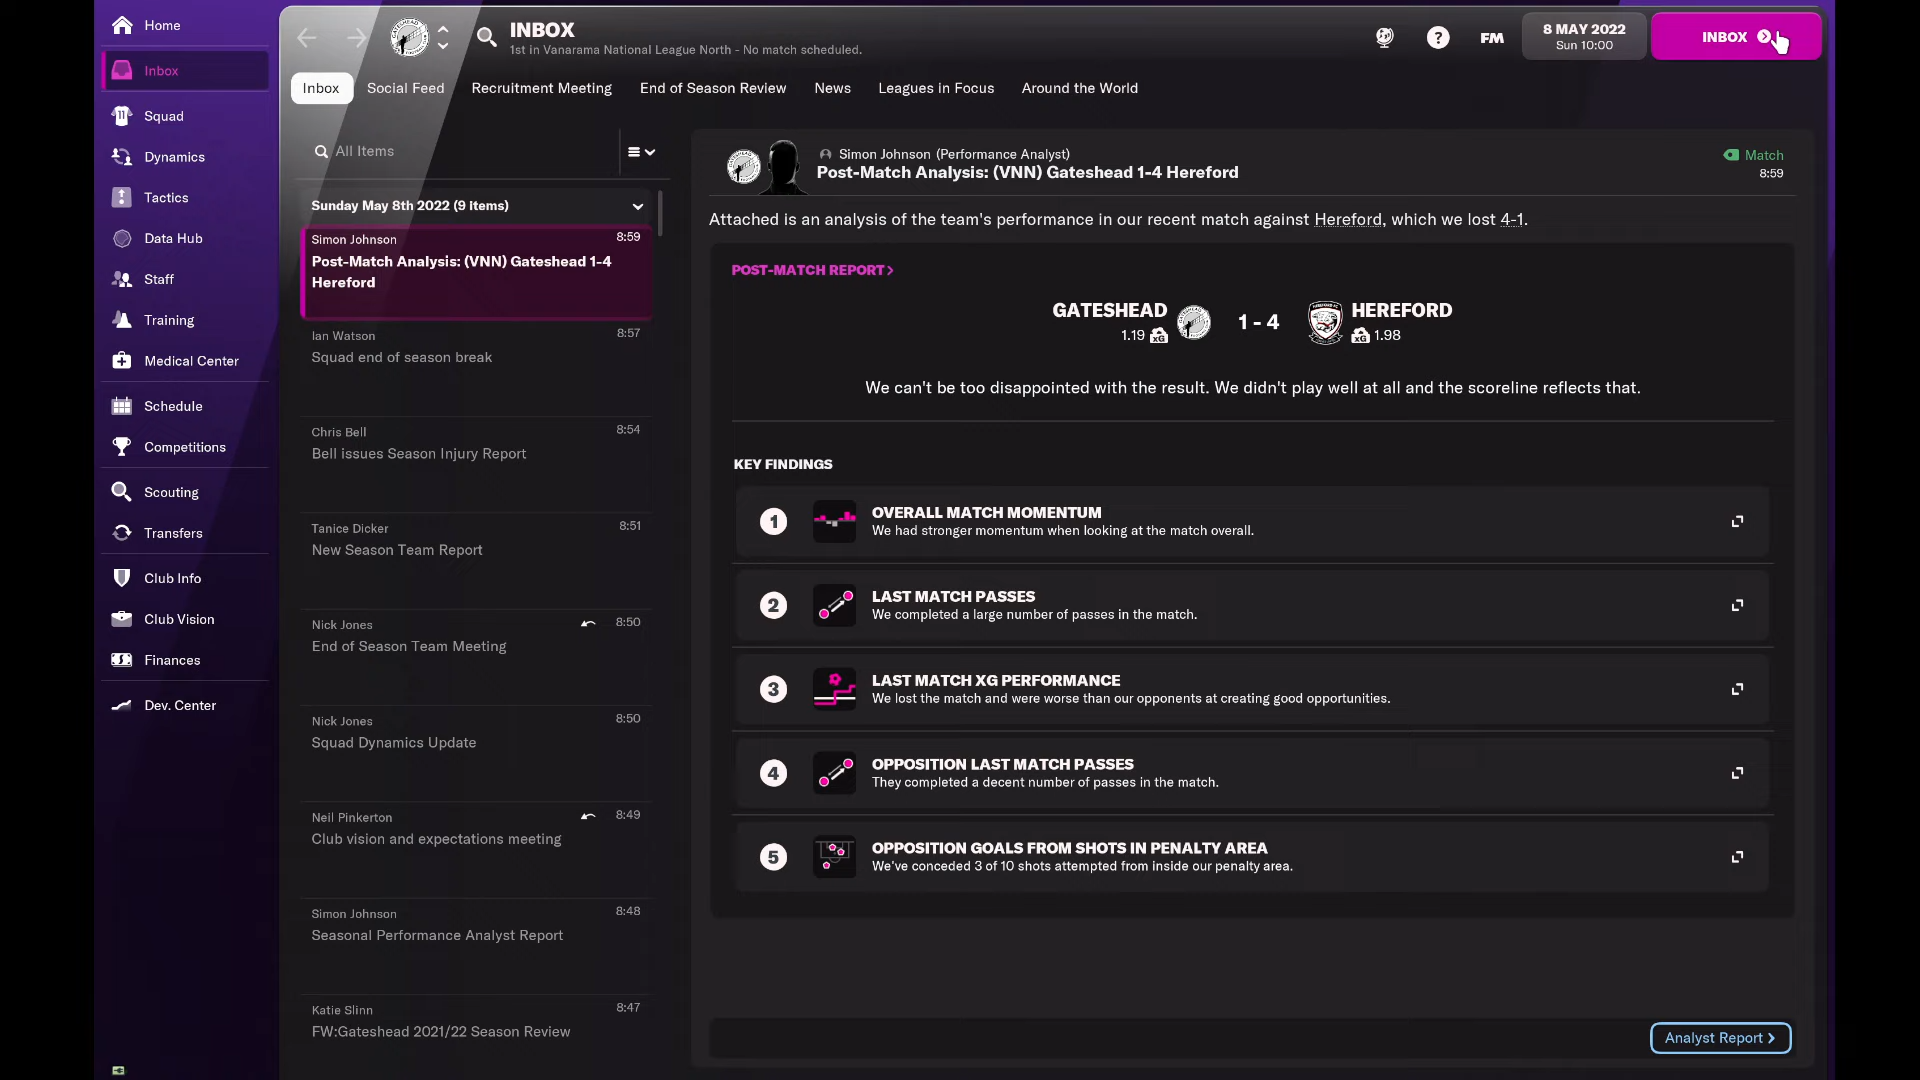 Home
Inbox
Squad
Dynamics
Tactics
Data Hub
Staff
Training
Medical Center
Schedule
Competitions
Scouting
Transfers
Club Info
Club Vision
Finances
Dev. Center
INBOX
1st in Vanarama National League North - No match scheduled.
FM
8 MAY 2022
Sun 10:00
INBOX
Inbox
Social Feed
Recruitment Meeting
End of Season Review
News
Leagues in Focus
Around the World
All Items
Sunday May 8th 2022 (9 items)
Simon Johnson
8:59
Post-Match Analysis: (VNN) Gateshead 1-4
Hereford
Ian Watson
8:57
Squad end of season break
Chris Bell
8:54
Bell issues Season Injury Report
Tanice Dicker
8:51
New Season Team Report
Nick Jones
8:50
End of Season Team Meeting
Nick Jones
8:50
Squad Dynamics Update
Neil Pinkerton
8:49
Club vision and expectations meeting
Simon Johnson
8:48
Seasonal Performance Analyst Report
Katie Slinn
8:47
FW:Gateshead 2021/22 Season Review
Simon Johnson (Performance Analyst)
Post-Match Analysis: (VNN) Gateshead 1-4 Hereford
Match
8:59
Attached is an analysis of the team's performance in our recent match against Hereford, which we lost 4-1.
POST-MATCH REPORT >
GATESHEAD
1.19 xG
1 - 4
HEREFORD
xG 1.98
We can't be too disappointed with the result. We didn't play well at all and the scoreline reflects that.
KEY FINDINGS
1
OVERALL MATCH MOMENTUM
We had stronger momentum when looking at the match overall.
2
LAST MATCH PASSES
We completed a large number of passes in the match.
3
LAST MATCH XG PERFORMANCE
We lost the match and were worse than our opponents at creating good opportunities.
4
OPPOSITION LAST MATCH PASSES
They completed a decent number of passes in the match.
5
OPPOSITION GOALS FROM SHOTS IN PENALTY AREA
We've conceded 3 of 10 shots attempted from inside our penalty area.
Analyst Report >